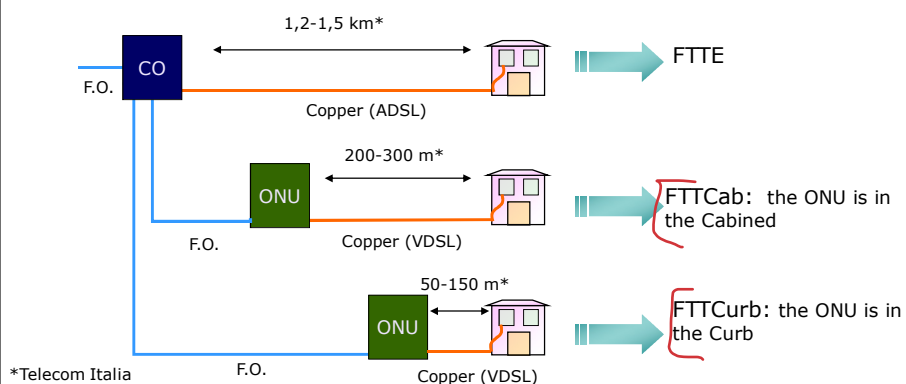 1,2-1,5 km*
CO
F.O.
Copper (ADSL)
FTTE
200-300 m*
ONU
F.O.
Copper (VDSL)
FTTCab: the ONU is in
the Cabined
50-150 m*
ONU
F.O.
Copper (VDSL)
FTTCurb: the ONU is in
the Curb
*Telecom Italia